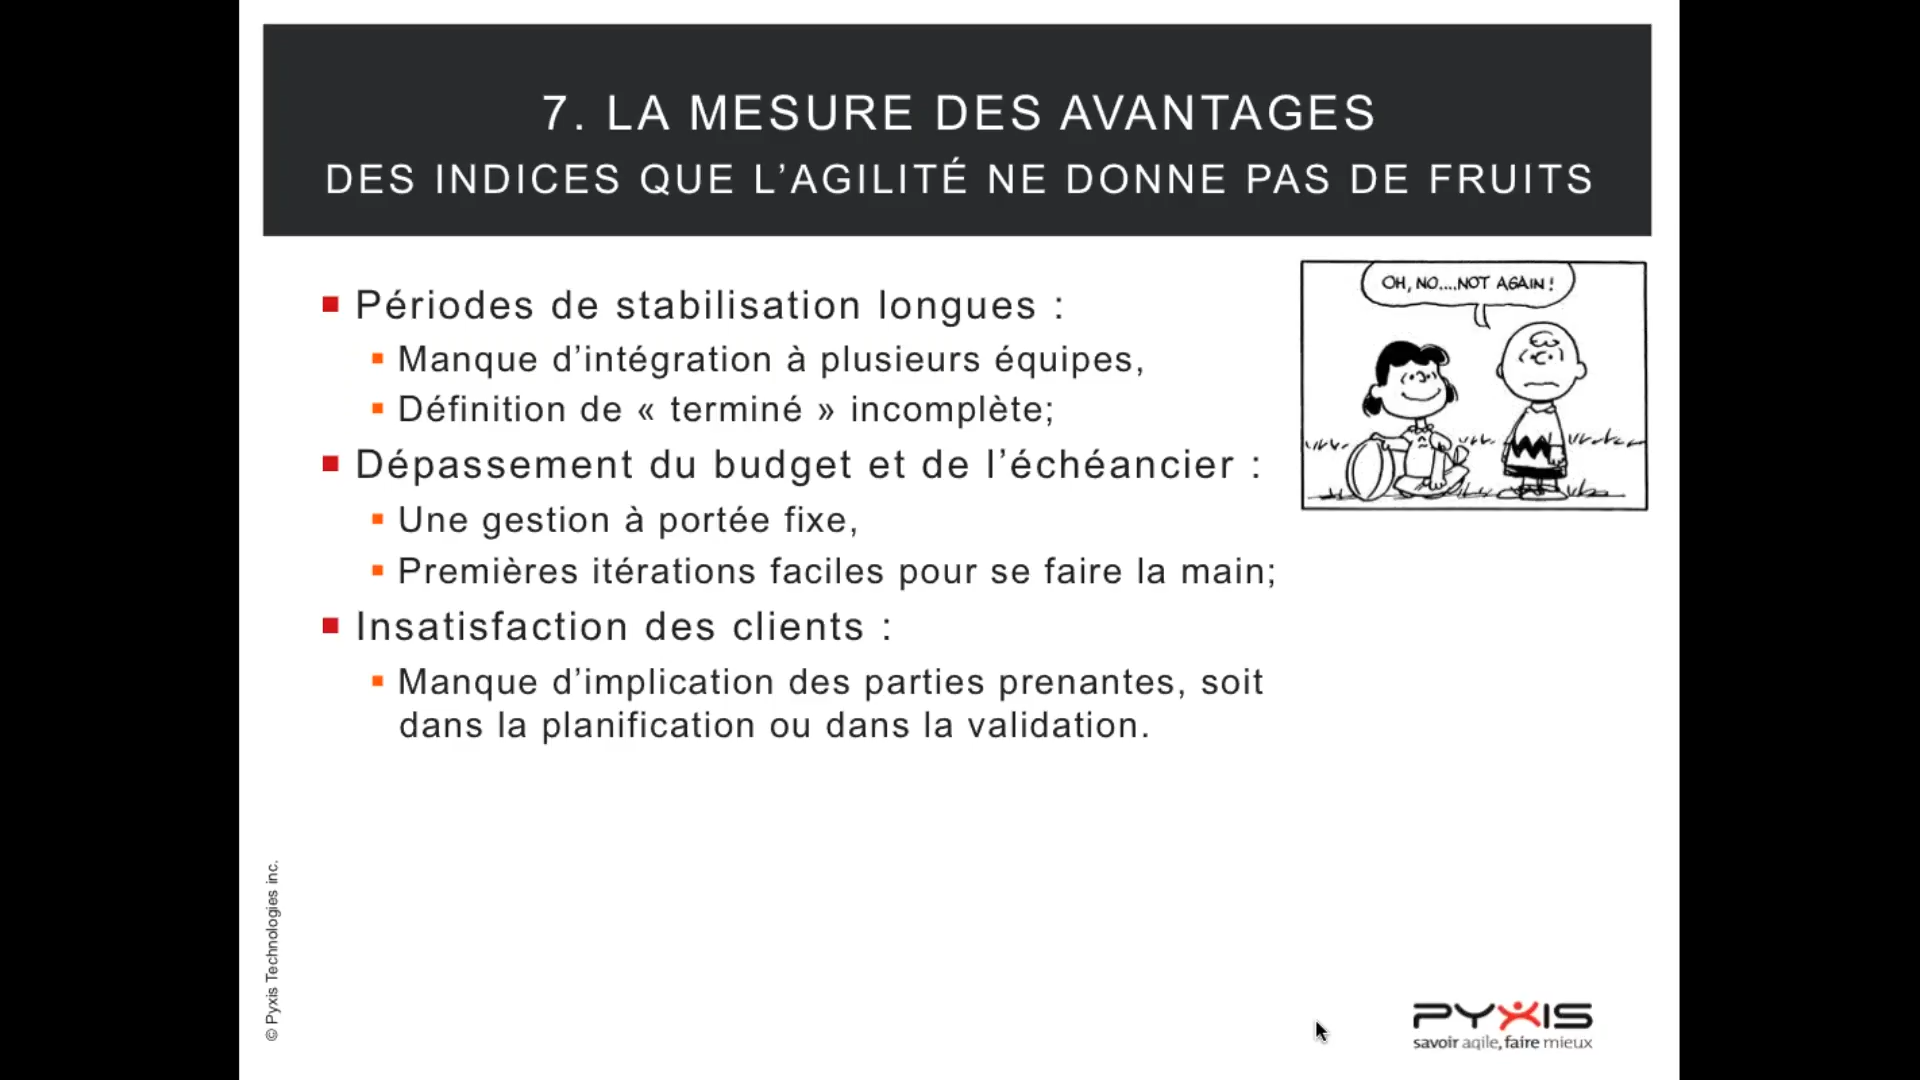 7. LA MESURE DES AVANTAGES
DES INDICES QUE L’AGILITÉ NE DONNE PAS DE FRUITS
Périodes de stabilisation longues :
Manque d’intégration à plusieurs équipes,
Définition de « terminé » incomplète;
Dépassement du budget et de l’échéancier :
Une gestion à portée fixe,
Premières itérations faciles pour se faire la main;
Insatisfaction des clients :
Manque d’implication des parties prenantes, soit
dans la planification ou dans la validation.
OH, NO....NOT AGAIN!
© Pyxis Technologies inc.
PYXIS
savoir agile, faire mieux